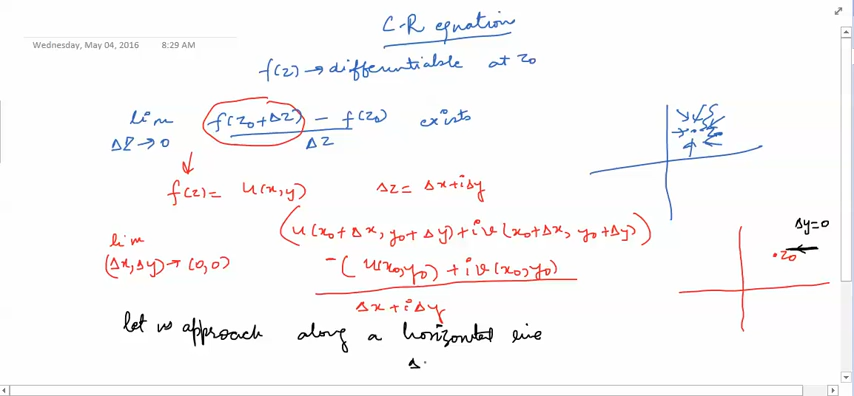 C-R equation
Wednesday, May 04, 2016 8:29 AM
f(z) → differentiable at z₀
lim Δz→0 f(z₀+Δz) − f(z₀) / Δz exists
f(z) = u(x,y) Δz = Δx+iΔy
Δy=0
lim (Δx,Δy)→(0,0) (u(x₀+Δx, y₀+Δy)+iv(x₀+Δx, y₀+Δy))
−(u(x₀,y₀) + iv(x₀,y₀)
Δx+iΔy
.z₀
let us approach along a horizontal line
Δ